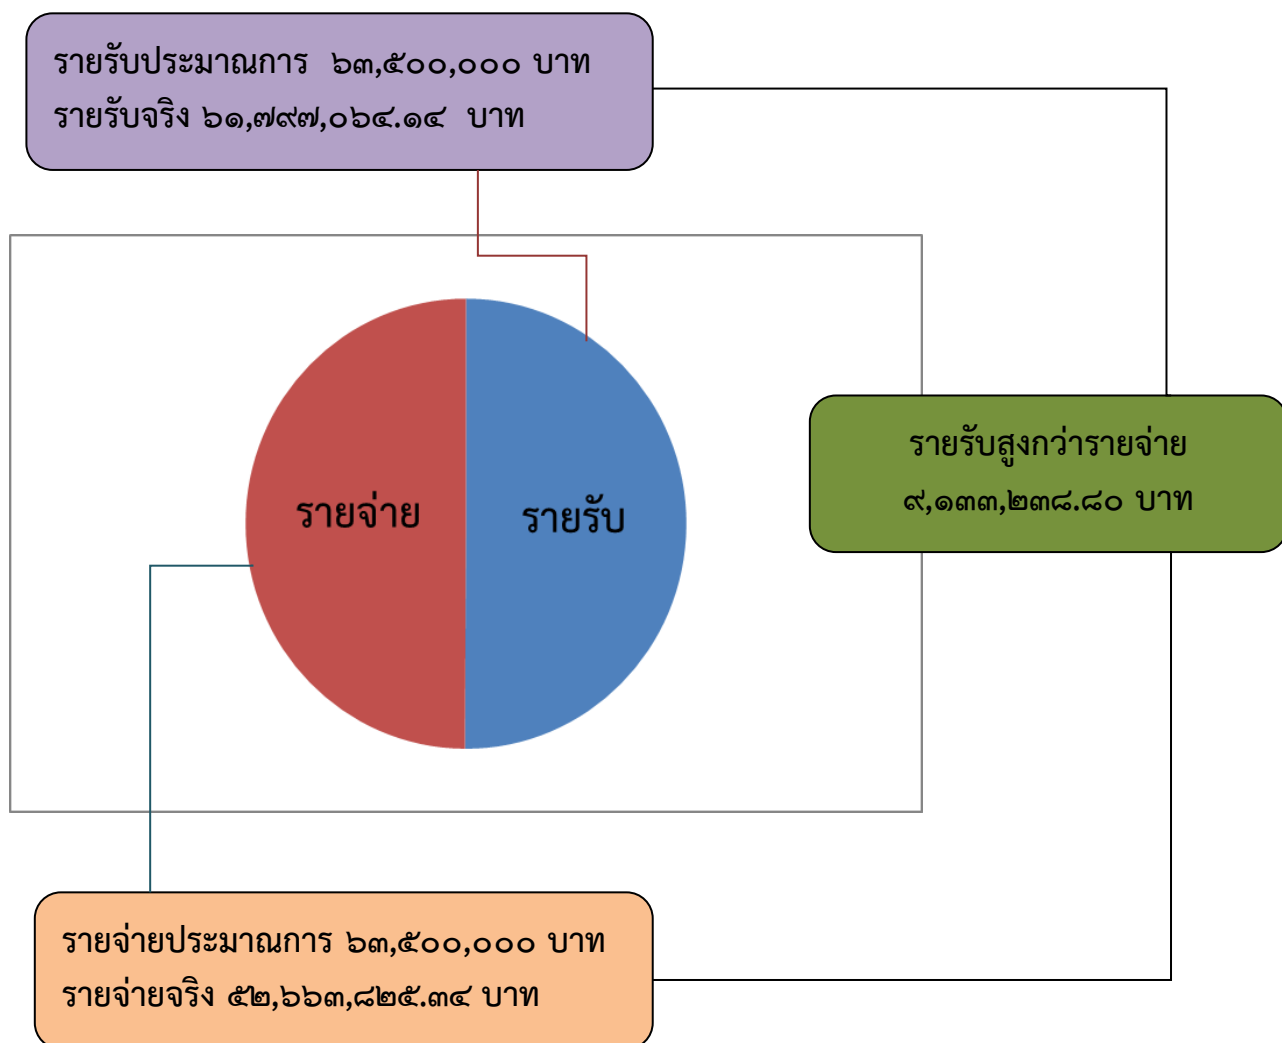 รายรับประมาณการ ๖๓,๕๐๐,๐๐๐ บาท
รายรับจริง ๖๑,๗๙๗,๐๖๔.๑๔ บาท
รายจ่าย
รายรับ
รายรับสูงกว่ารายจ่าย
๙,๑๓๓,๒๓๘.๘๐ บาท
รายจ่ายประมาณการ ๖๓,๕๐๐,๐๐๐ บาท
รายจ่ายจริง ๕๒,๖๖๓,๘๒๕.๓๔ บาท